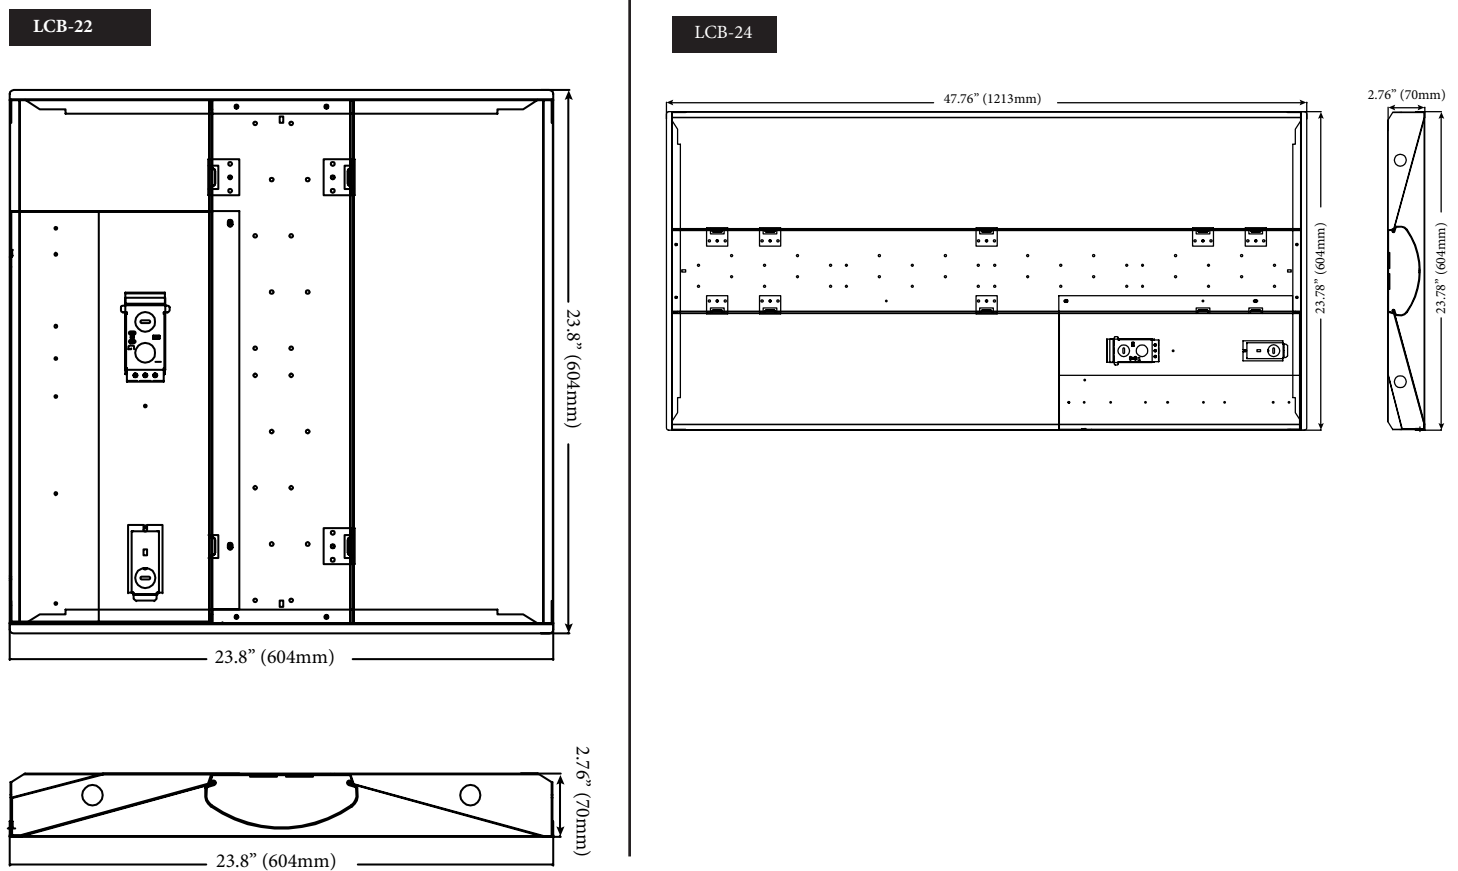 LCB-22
23.8” (604mm)
23.8” (604mm)
2.76” (70mm)
23.8” (604mm)
LCB-24
47.76” (1213mm)
2.76” (70mm)
23.78” (604mm)
23.78” (604mm)